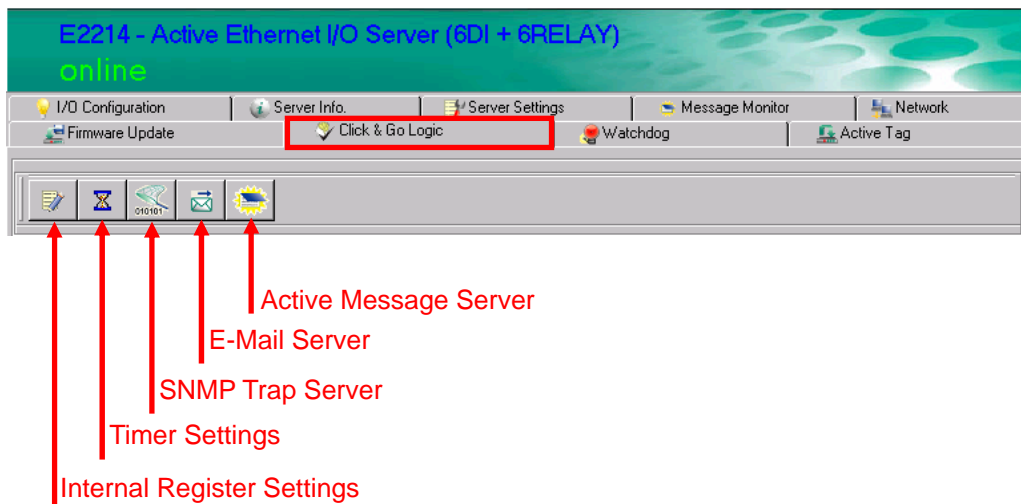 E2214 - Active Ethernet I/O Server (6DI + 6RELAY)
online
I/O Configuration
Server Info.
Server Settings
Message Monitor
Network
Firmware Update
Click & Go Logic
Watchdog
Active Tag
010101
Active Message Server
E-Mail Server
SNMP Trap Server
Timer Settings
Internal Register Settings